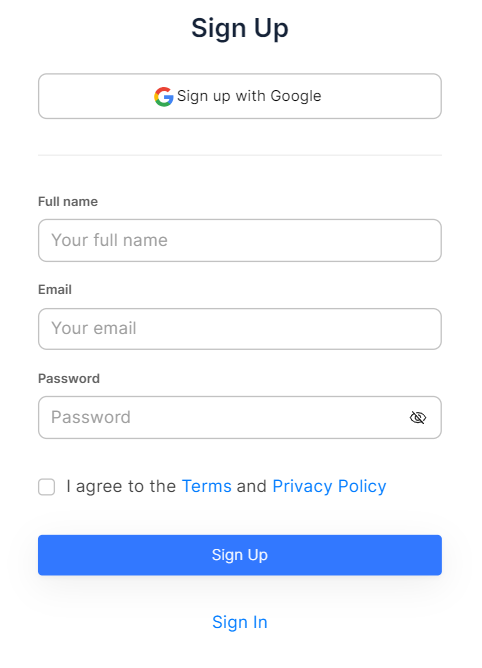 Sign Up
Sign up with Google
Full name
Your full name
Email
Your email
Password
Password
I agree to the Terms and Privacy Policy
Sign Up
Sign In